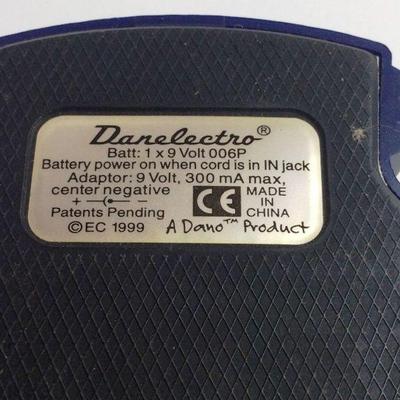 Danelectro®
Batt: 1 x 9 Volt 006P
Battery power on when cord is in IN jack
Adaptor: 9 Volt, 300 mA max,
center negative
+ -
Patents Pending
©EC 1999
CE
MADE IN CHINA
A Dano™ Product